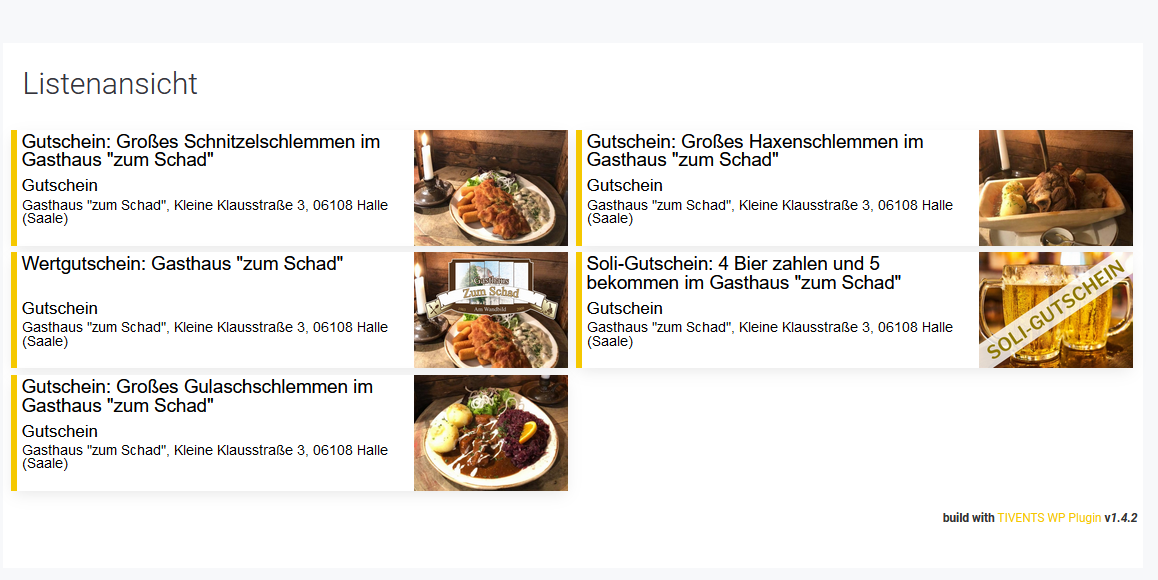 Listenansicht
Gutschein: Großes Schnitzelschlemmen im
Gasthaus "zum Schad"
Gutschein
Gasthaus "zum Schad", Kleine Klausstraße 3, 06108 Halle
(Saale)
Gutschein: Großes Haxenschlemmen im
Gasthaus "zum Schad"
Gutschein
Gasthaus "zum Schad", Kleine Klausstraße 3, 06108 Halle
(Saale)
Wertgutschein: Gasthaus "zum Schad"
Gutschein
Gasthaus "zum Schad", Kleine Klausstraße 3, 06108 Halle
(Saale)
Gasthaus
Zum Schad
Am Wandbild
Soli-Gutschein: 4 Bier zahlen und 5
bekommen im Gasthaus "zum Schad"
Gutschein
Gasthaus "zum Schad", Kleine Klausstraße 3, 06108 Halle
(Saale)
SOLI-GUTSCHEIN
Gutschein: Großes Gulaschschlemmen im
Gasthaus "zum Schad"
Gutschein
Gasthaus "zum Schad", Kleine Klausstraße 3, 06108 Halle
(Saale)
build with TIVENTS WP Plugin v1.4.2